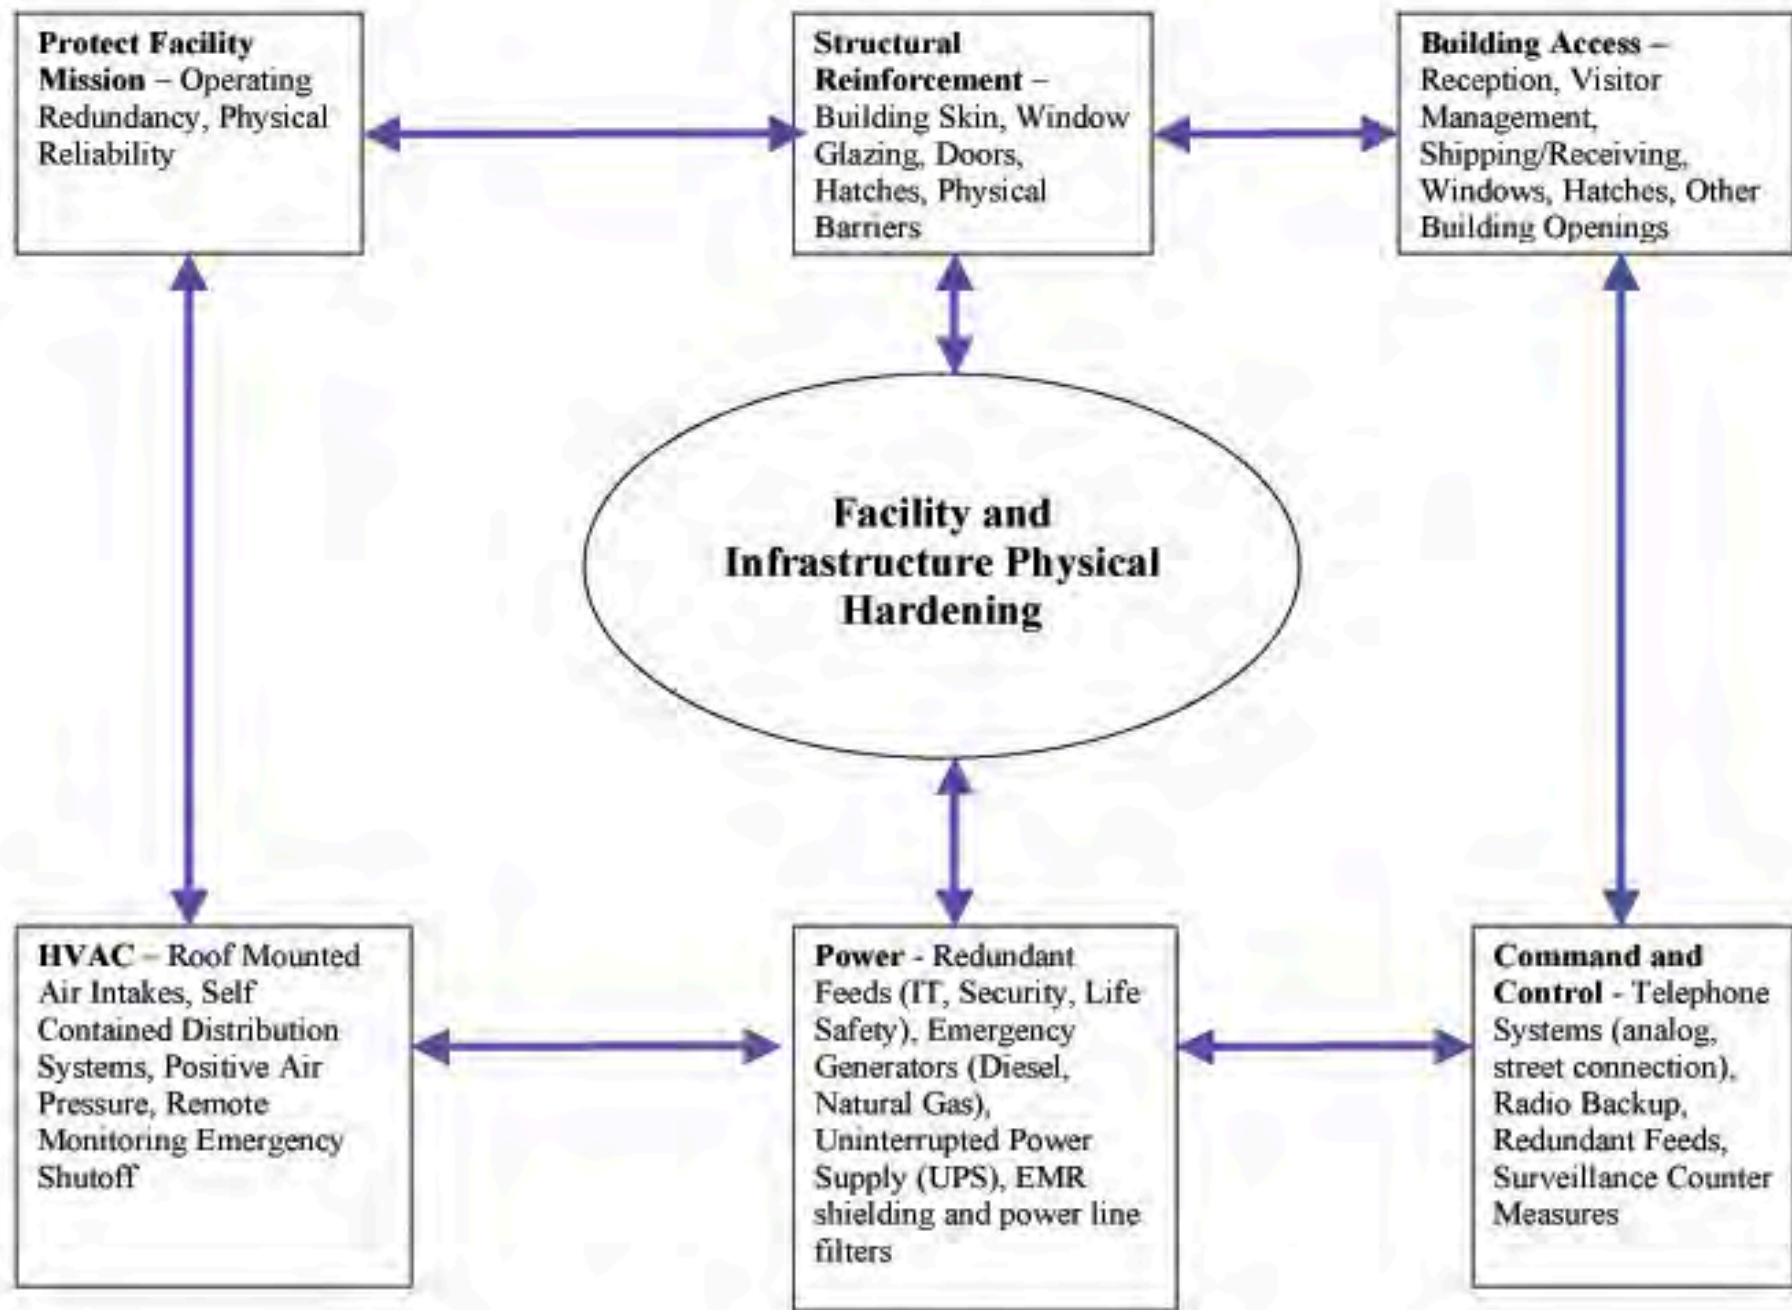 Protect Facility
Mission – Operating
Redundancy, Physical
Reliability
Structural
Reinforcement –
Building Skin, Window
Glazing, Doors,
Hatches, Physical
Barriers
Building Access –
Reception, Visitor
Management,
Shipping/Receiving,
Windows, Hatches, Other
Building Openings
Facility and
Infrastructure Physical
Hardening
HVAC – Roof Mounted
Air Intakes, Self
Contained Distribution
Systems, Positive Air
Pressure, Remote
Monitoring Emergency
Shutoff
Power - Redundant
Feeds (IT, Security, Life
Safety), Emergency
Generators (Diesel,
Natural Gas),
Uninterrupted Power
Supply (UPS), EMR
shielding and power line
filters
Command and
Control - Telephone
Systems (analog,
street connection),
Radio Backup,
Redundant Feeds,
Surveillance Counter
Measures